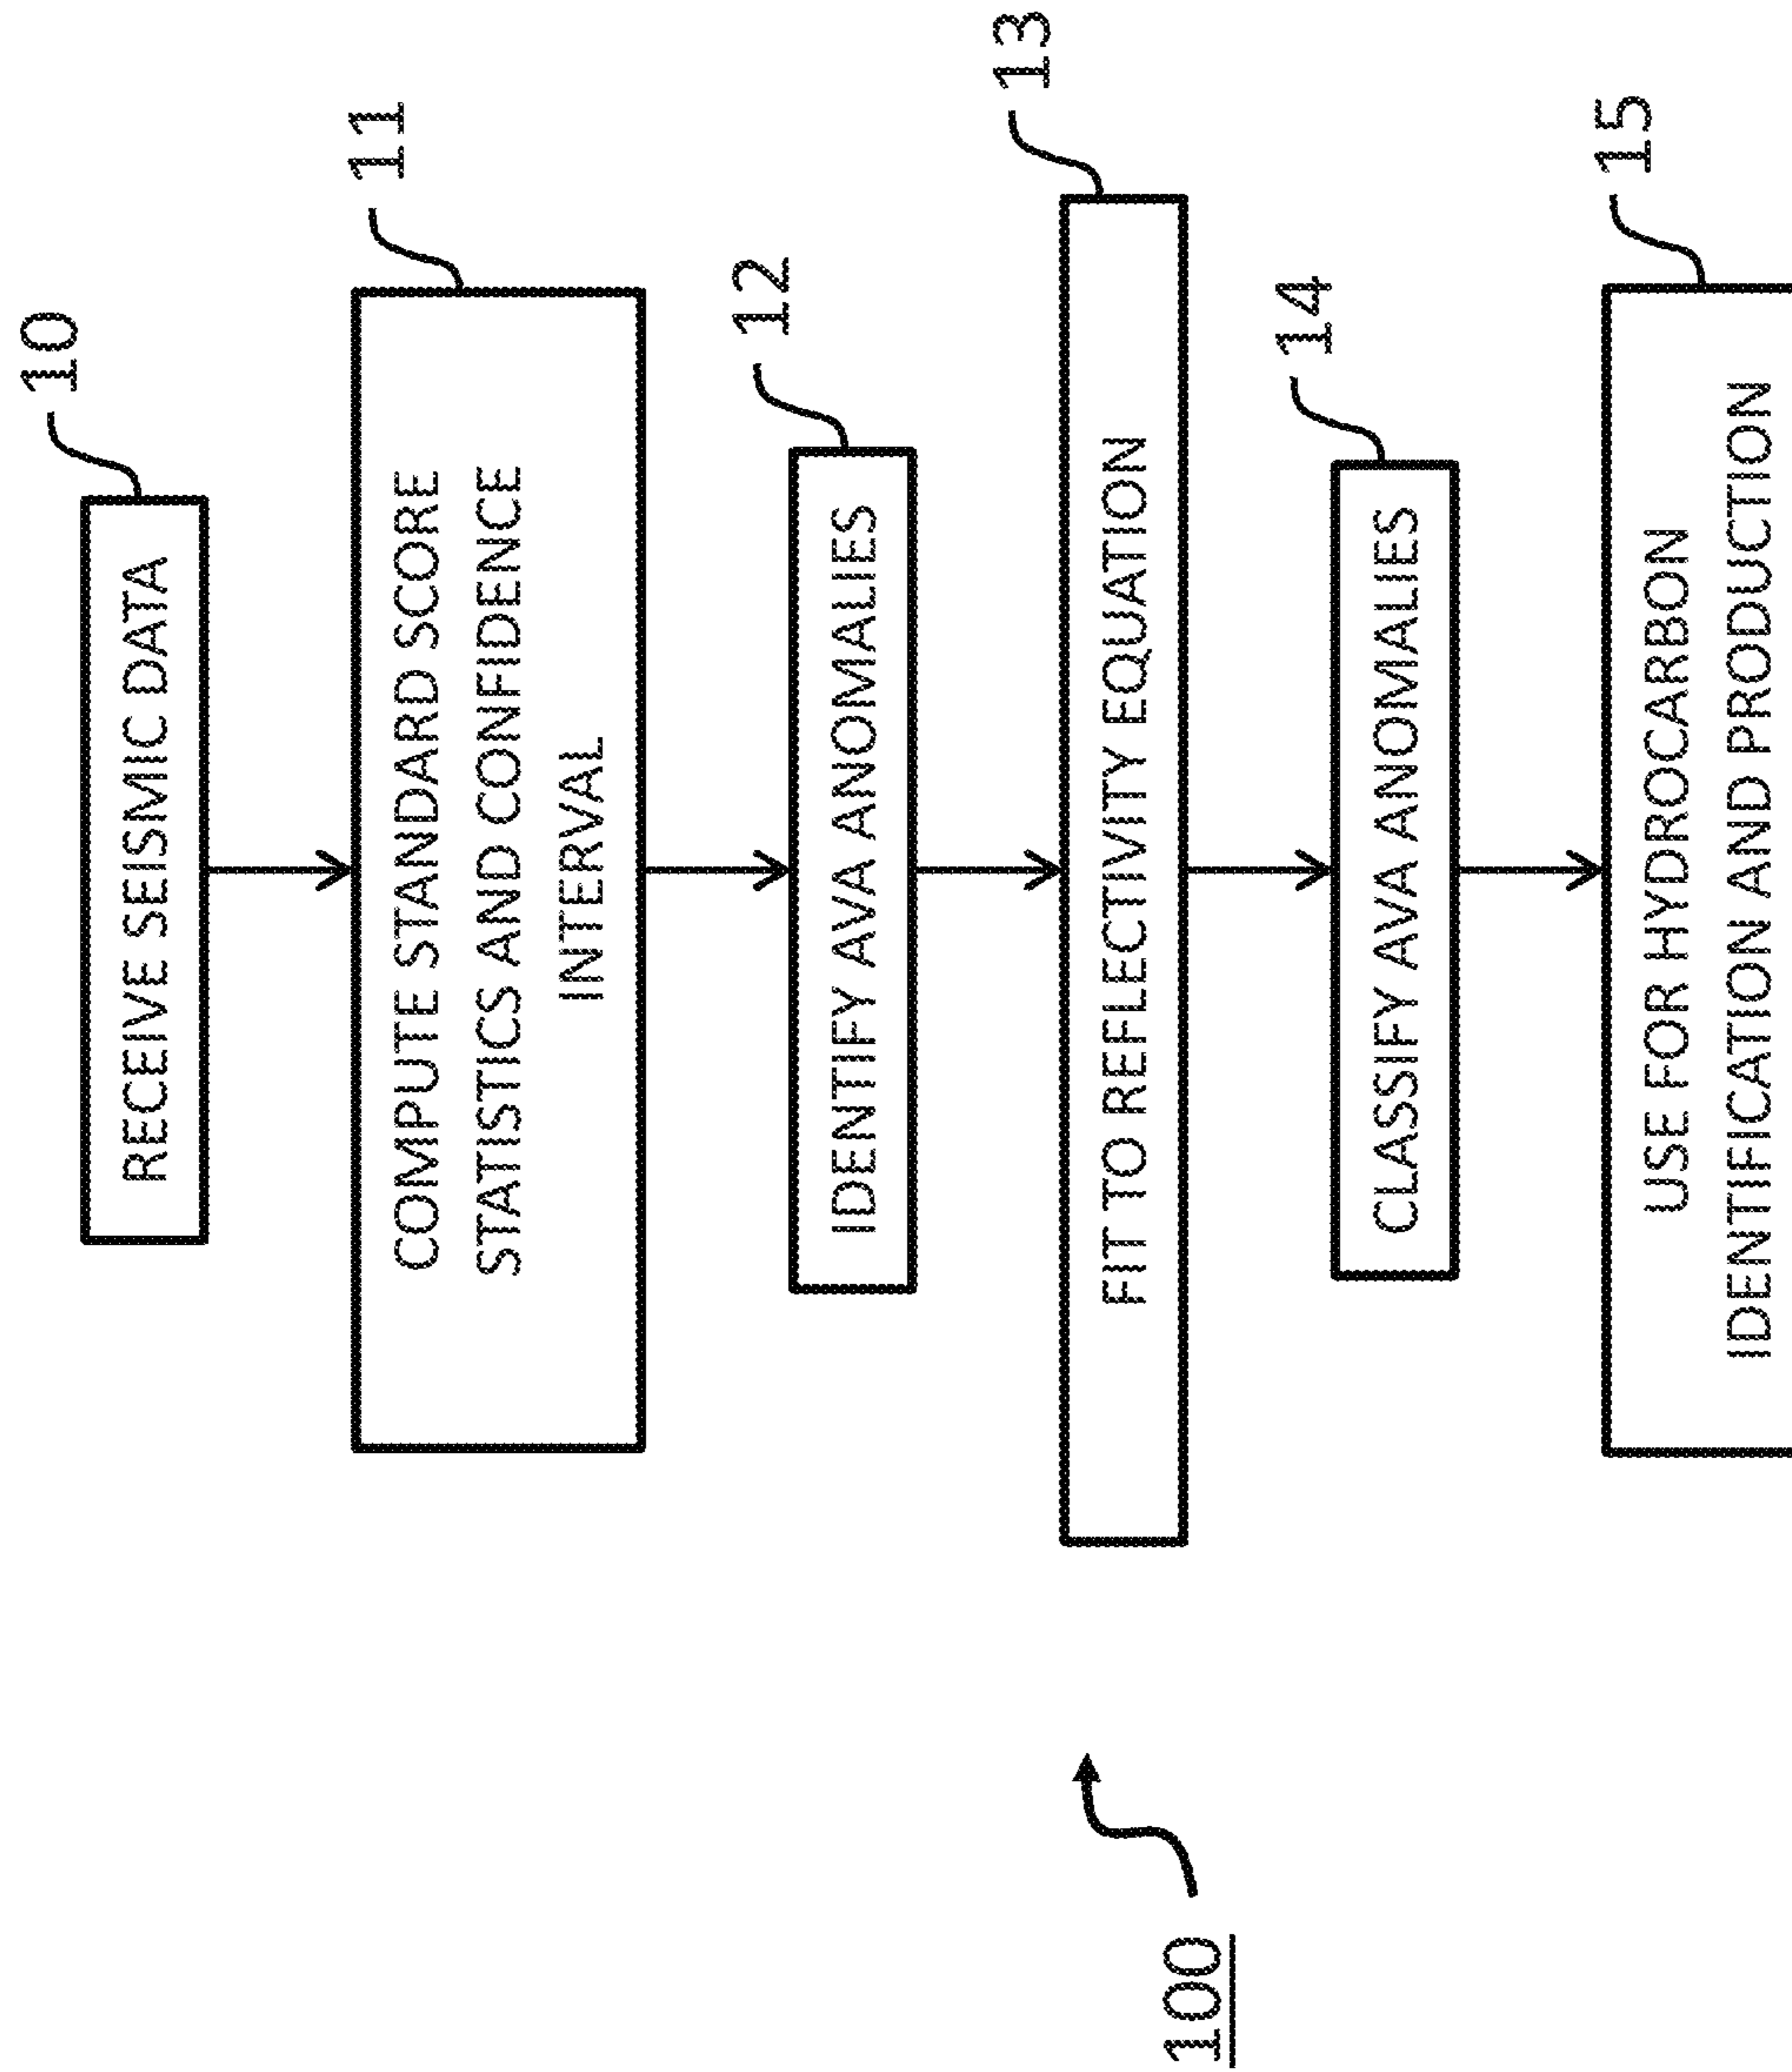 10
RECEIVE SEISMIC DATA
11
COMPUTE STANDARD SCORE
STATISTICS AND CONFIDENCE
INTERVAL
12
IDENTIFY AVA ANOMALIES
13
FIT TO REFLECTIVITY EQUATION
14
CLASSIFY AVA ANOMALIES
15
USE FOR HYDROCARBON
IDENTIFICATION AND PRODUCTION
100